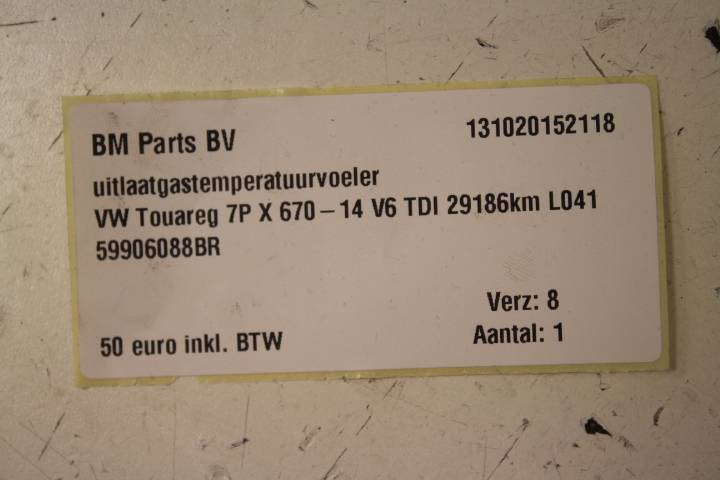 BM Parts BV 131020152118
uitlaatgastemperatuurvoeler
VW Touareg 7P X 670-14 V6 TDI 29186km L041
59906088BR
Verz: 8
50 euro inkl. BTW Aantal: 1